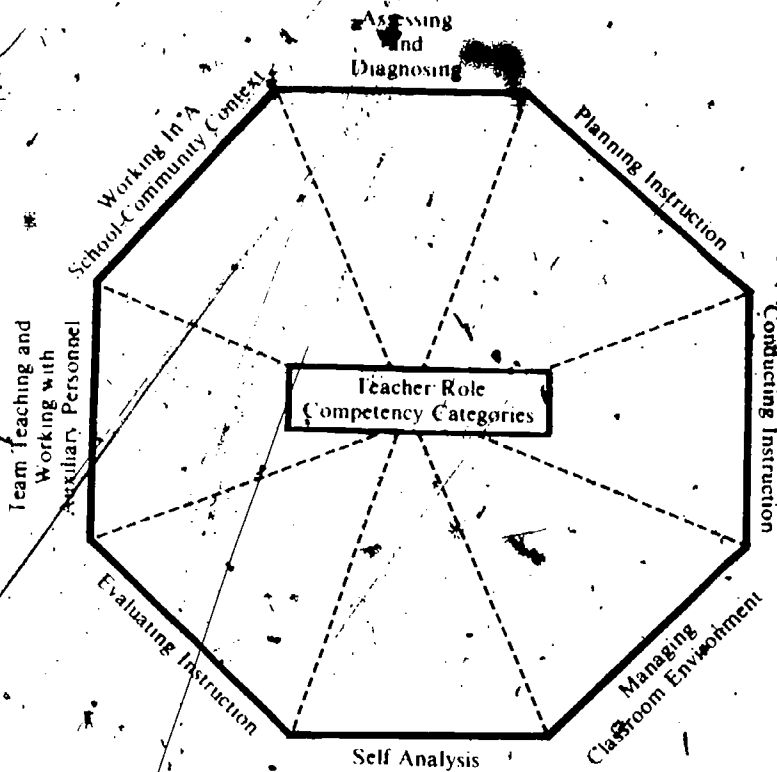 Assessing
and
Diagnosing
Planning Instruction
Conducting Instruction
Managing
Classroom Environment
Self Analysis
Evaluating Instruction
Team Teaching and
Working with
Auxiliary Personnel
Working In A
School-Community Context
Teacher Role
Competency Categories